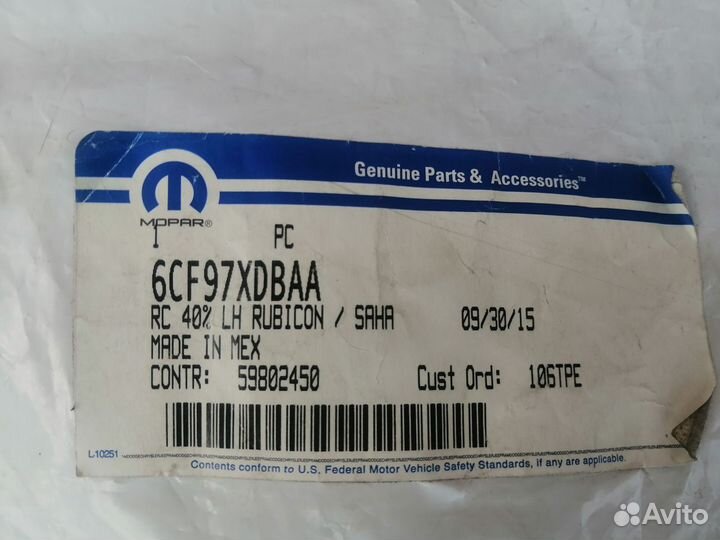 Genuine Parts & Accessories™
MOPAR®
1 PC
6CF97XDBAA
RC 40% LH RUBICON / SAHA 09/30/15
MADE IN MEX
CONTR: 59802450 Cust Ord: 106TPE
L10251
Contents conform to U.S. Federal Motor Vehicle Safety Standards, if any are applicable.
Avito